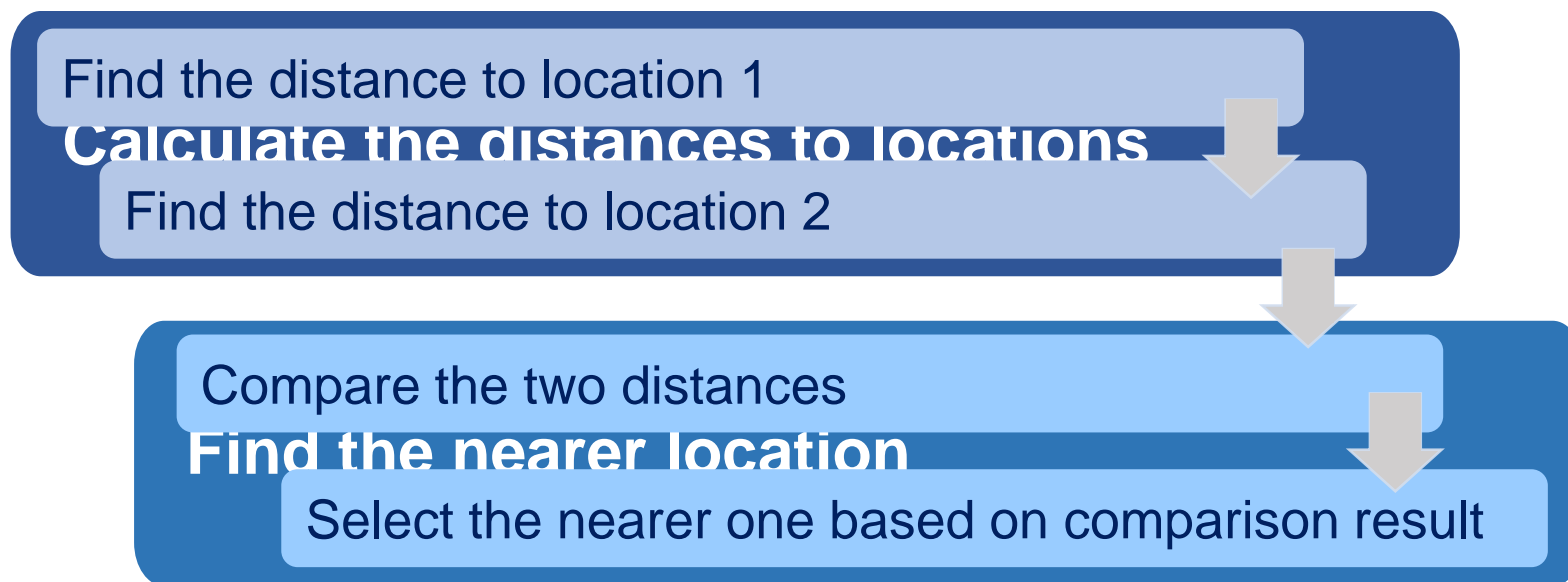 Find the distance to location 1
Calculate the distances to locations
Find the distance to location 2
Compare the two distances
Find the nearer location
Select the nearer one based on comparison result